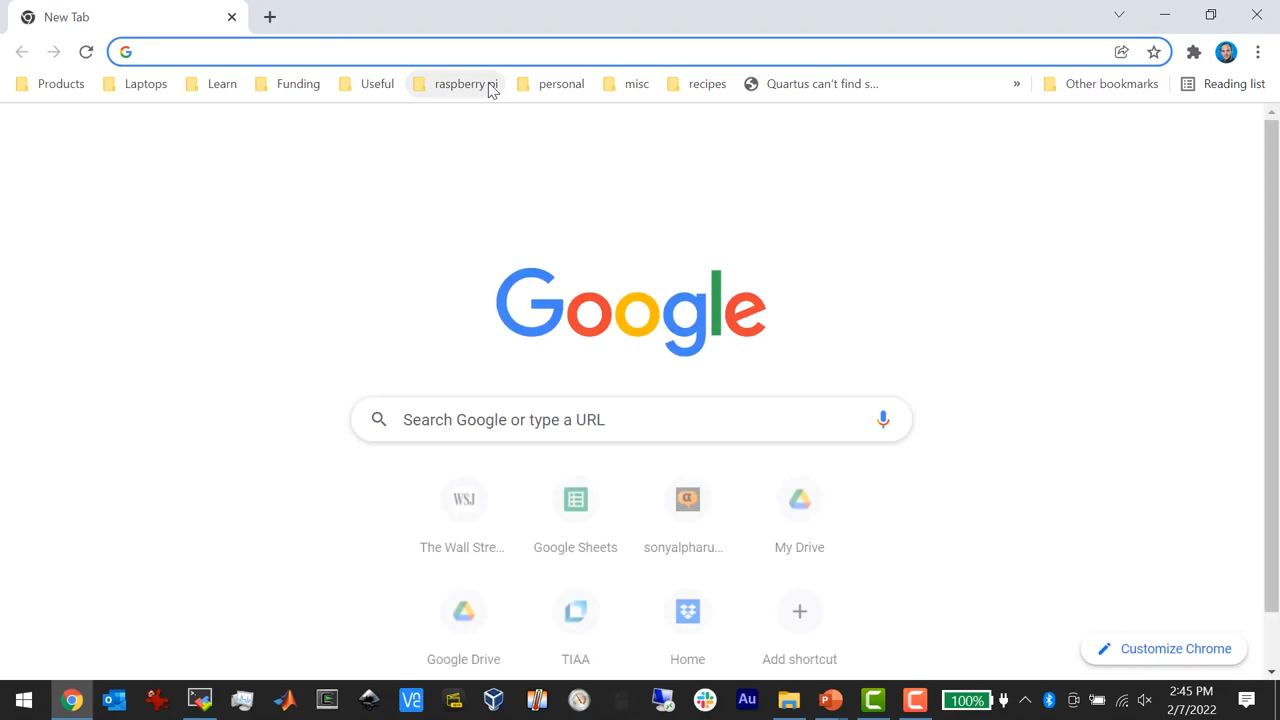 New Tab
Products
Laptops
Learn
Funding
Useful
raspberry pi
personal
misc
recipes
Quartus can't find s...
»
Other bookmarks
Reading list
Google
Search Google or type a URL
WSJ
The Wall Stre...
Google Sheets
sonyalpharu...
My Drive
Google Drive
TIAA
Home
Add shortcut
Customize Chrome
Au
100%
2:45 PM
2/7/2022